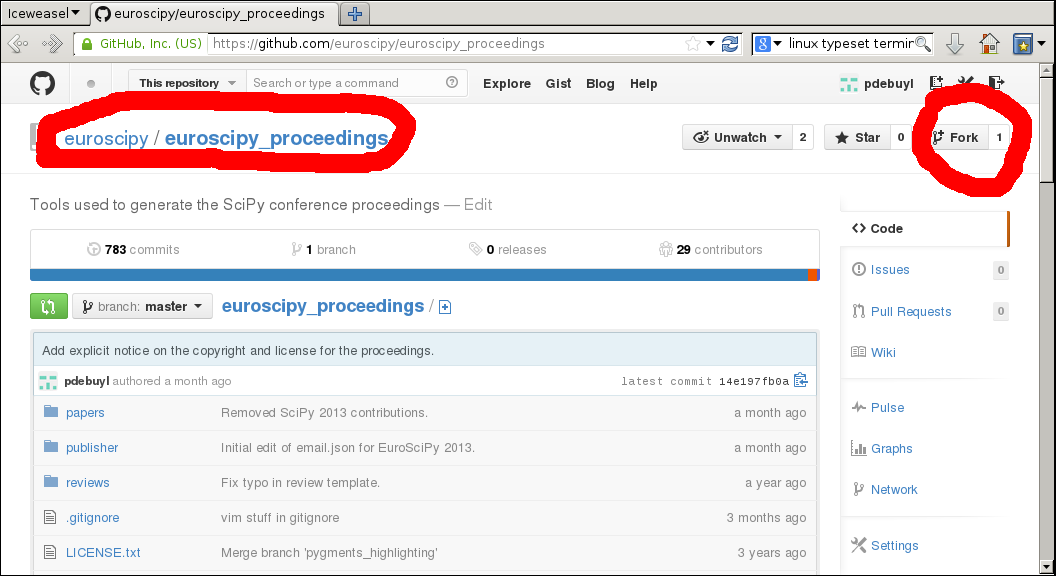 Iceweasel
euroscipy/euroscipy_proceedings
GitHub, Inc. (US) https://github.com/euroscipy/euroscipy_proceedings
linux typeset termin
This repository Search or type a command Explore Gist Blog Help pdebuyl
euroscipy / euroscipy_proceedings
Unwatch 2 Star 0 Fork 1
Tools used to generate the SciPy conference proceedings — Edit
783 commits 1 branch 0 releases 29 contributors
branch: master euroscipy_proceedings /
Add explicit notice on the copyright and license for the proceedings.
pdebuyl authored a month ago latest commit 14e197fb0a
papers Removed SciPy 2013 contributions. a month ago
publisher Initial edit of email.json for EuroSciPy 2013. a month ago
reviews Fix typo in review template. a year ago
.gitignore vim stuff in gitignore 3 months ago
LICENSE.txt Merge branch 'pygments_highlighting' 3 years ago
Code
Issues 0
Pull Requests 0
Wiki
Pulse
Graphs
Network
Settings